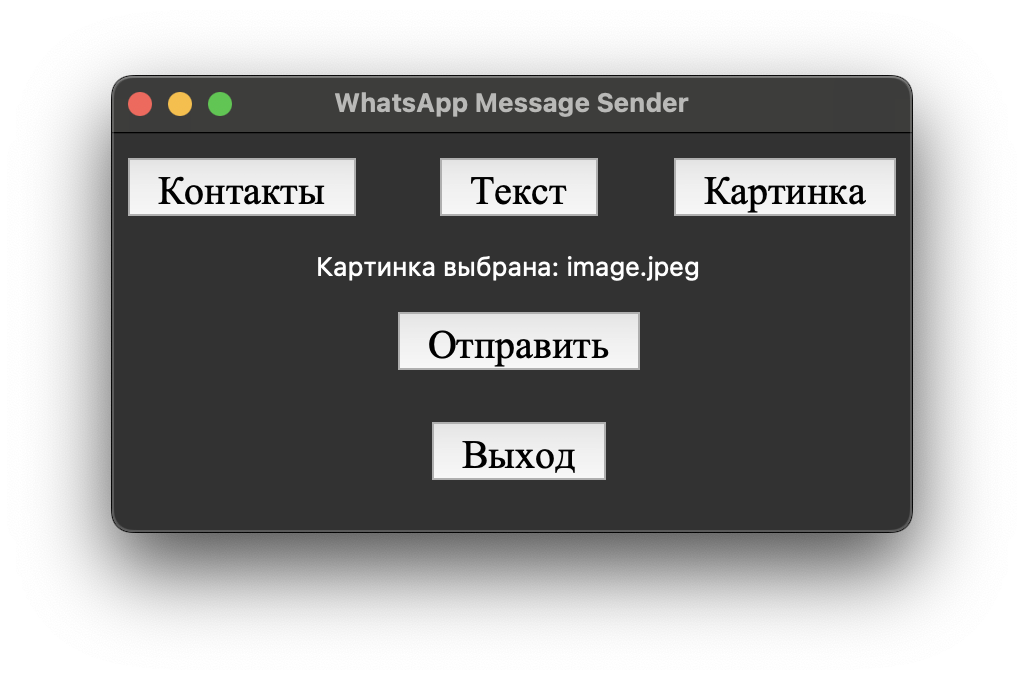 WhatsApp Message Sender
Контакты Текст Картинка
Картинка выбрана: image.jpeg
Отправить
Выход